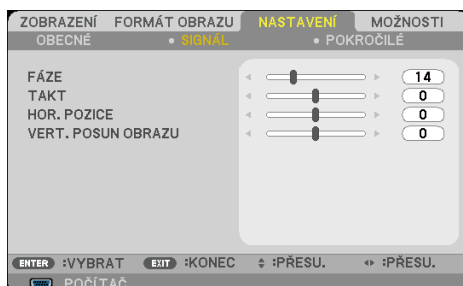 ZOBRAZENÍ FORMÁT OBRAZU NASTAVENÍ MOŽNOSTI
OBECNÉ • SIGNÁL • POKROČILÉ
FÁZE 14
TAKT 0
HOR. POZICE 0
VERT. POSUN OBRAZU 0
ENTER :VYBRAT EXIT :KONEC :PŘESU. :PŘESU.
POČÍTAČ